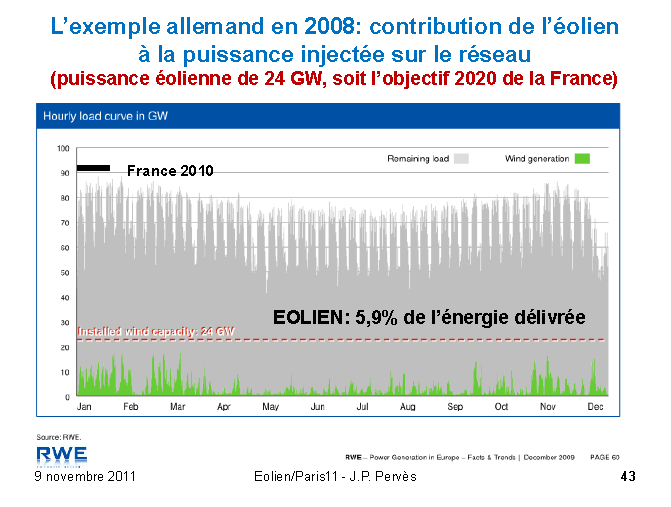 L'exemple allemand en 2008: contribution de l'éolien
à la puissance injectée sur le réseau
(puissance éolienne de 24 GW, soit l'objectif 2020 de la France)
Hourly load curve in GW
100
Remaining load
Wind generation
90
France 2010
80
70
60
50
40
EOLIEN: 5,9% de l'énergie délivrée
30
Installed wind capacity: 24 GW
20
10
0
Jan Feb Mar Apr May Jun Jul Aug Sep Oct Nov Dec
Source: RWE.
RWE
RWE – Power Generation in Europe – Facts & Trends | December 2009 PAGE 60
9 novembre 2011 Eolien/Paris11 - J.P. Pervès 43